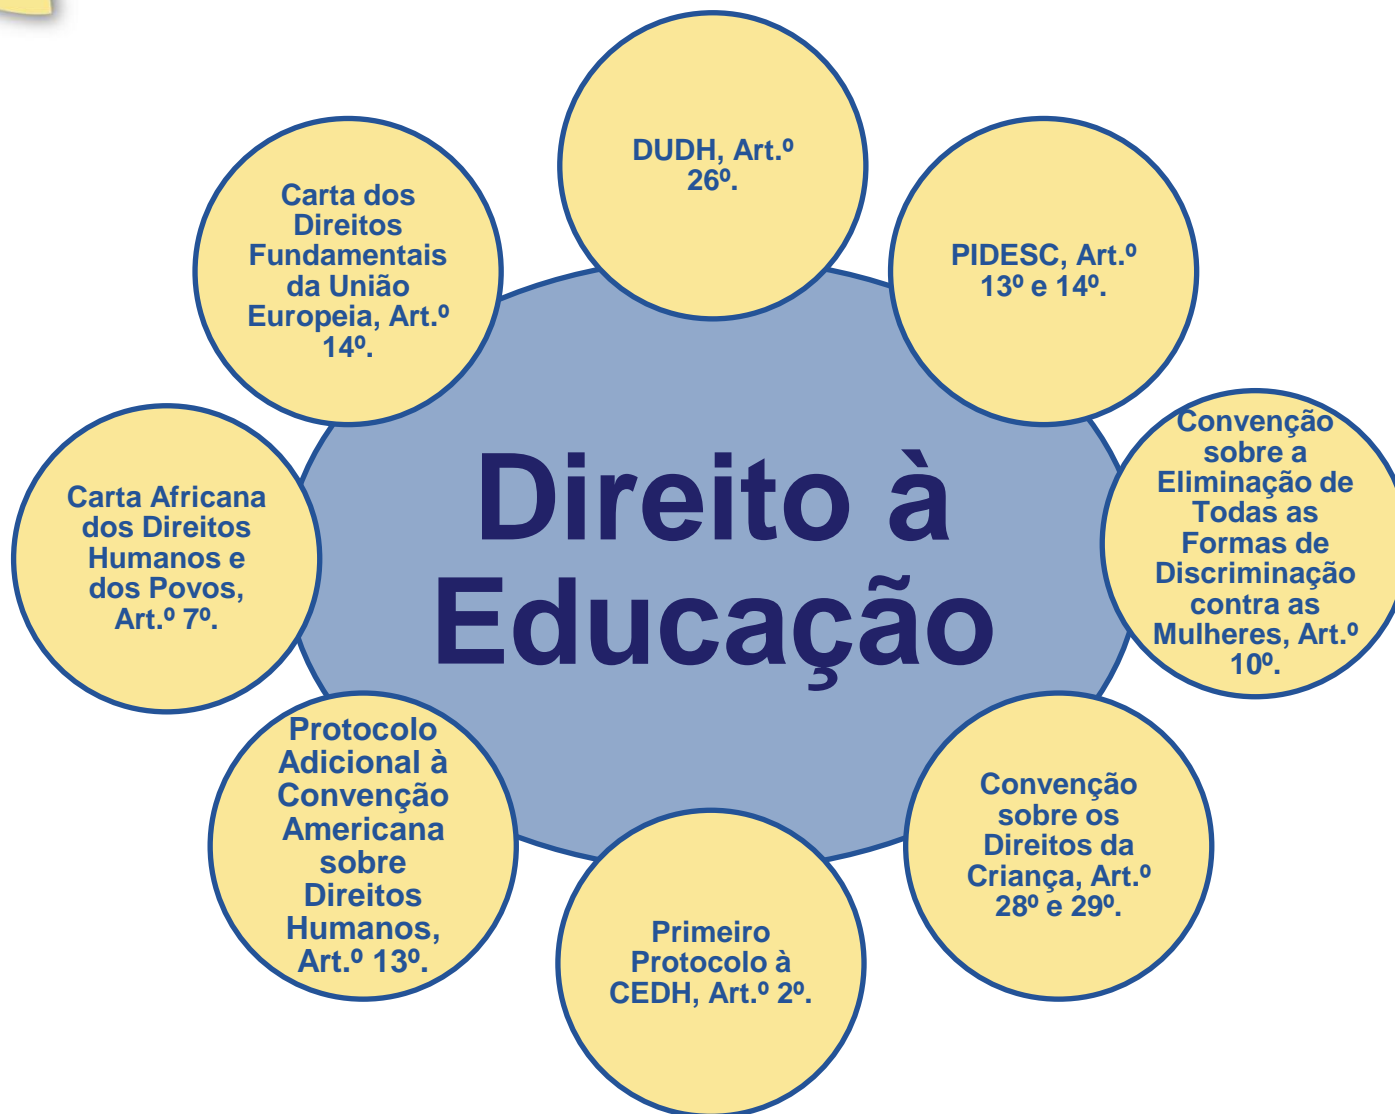 DUDH, Art.º
26º.
Carta dos
Direitos
Fundamentais
da União
Europeia, Art.º
14º.
PIDESC, Art.º
13º e 14º.
Convenção
sobre a
Eliminação de
Todas as
Formas de
Discriminação
contra as
Mulheres, Art.º
10º.
Direito à
Educação
Carta Africana
dos Direitos
Humanos e
dos Povos,
Art.º 7º.
Protocolo
Adicional à
Convenção
Americana
sobre
Direitos
Humanos,
Art.º 13º.
Convenção
sobre os
Direitos da
Criança, Art.º
28º e 29º.
Primeiro
Protocolo à
CEDH, Art.º 2º.